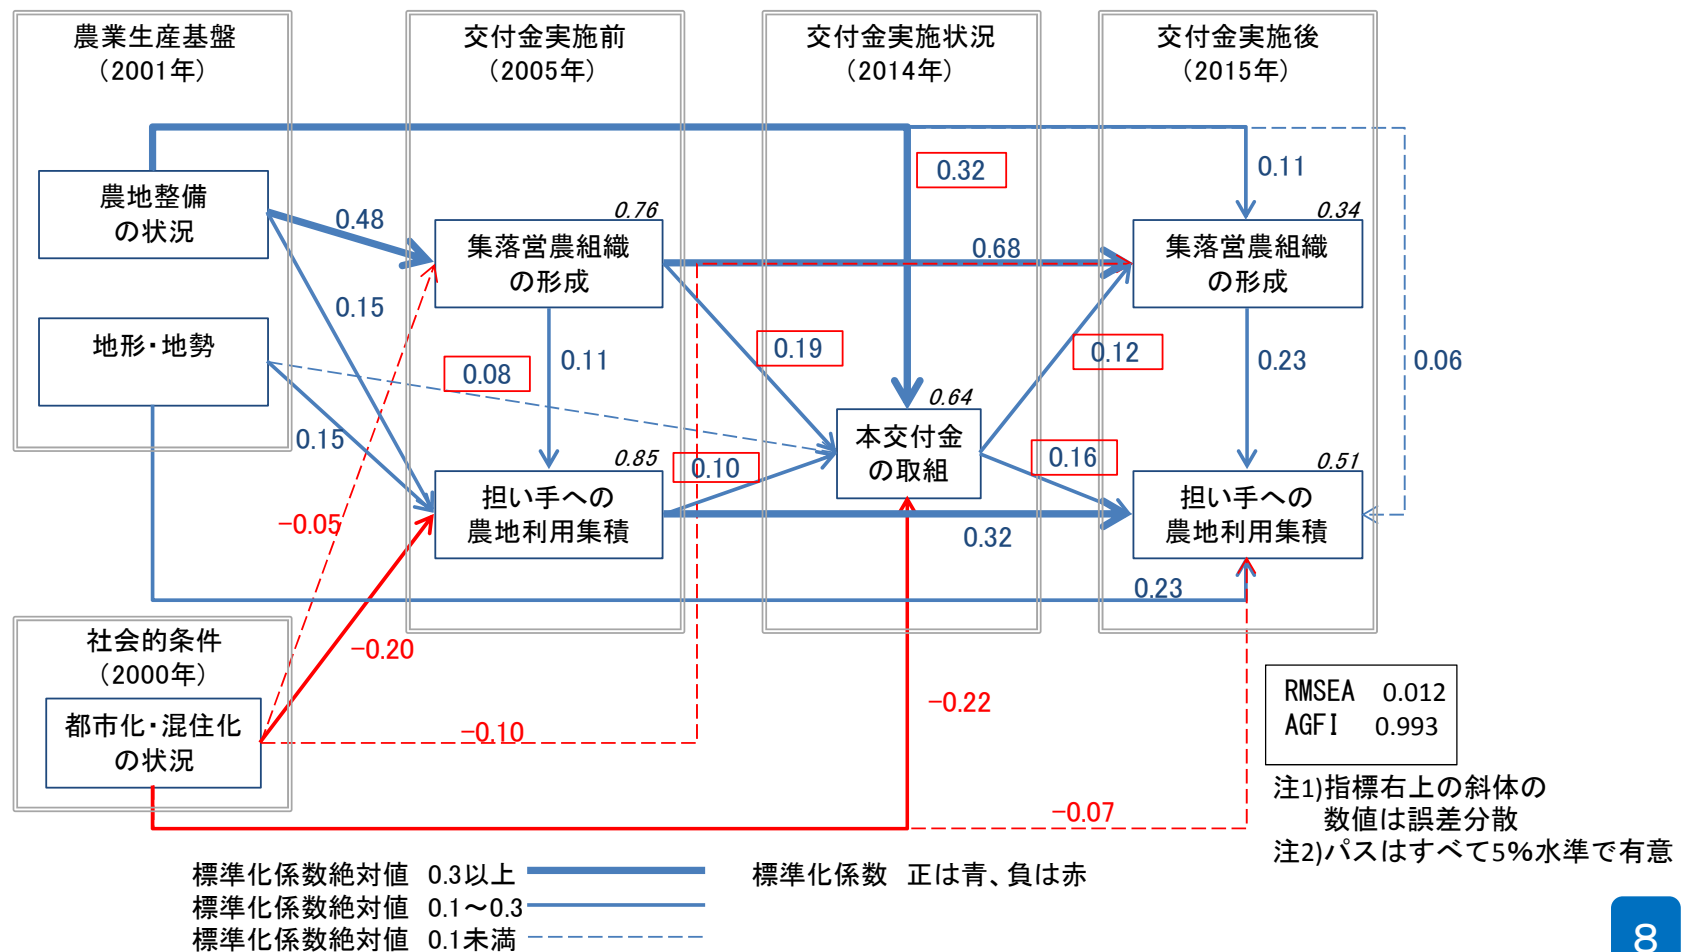 農業生産基盤
（2001年）
交付金実施前
（2005年）
交付金実施状況
（2014年）
交付金実施後
（2015年）
農地整備
の状況
地形・地勢
社会的条件
（2000年）
都市化・混住化
の状況
0.76
集落営農組織
の形成
0.85
担い手への
農地利用集積
0.64
本交付金
の取組
0.34
集落営農組織
の形成
0.51
担い手への
農地利用集積
0.48
0.15
0.15
0.08
0.11
0.10
0.19
0.32
0.68
0.12
0.16
0.32
0.11
0.23
0.06
0.23
−0.05
−0.20
−0.10
−0.22
−0.07
RMSEA 0.012
AGFI 0.993
注1)指標右上の斜体の
数値は誤差分散
注2)パスはすべて5%水準で有意
標準化係数絶対値 0.3以上
標準化係数絶対値 0.1～0.3
標準化係数絶対値 0.1未満
標準化係数 正は青、負は赤
8